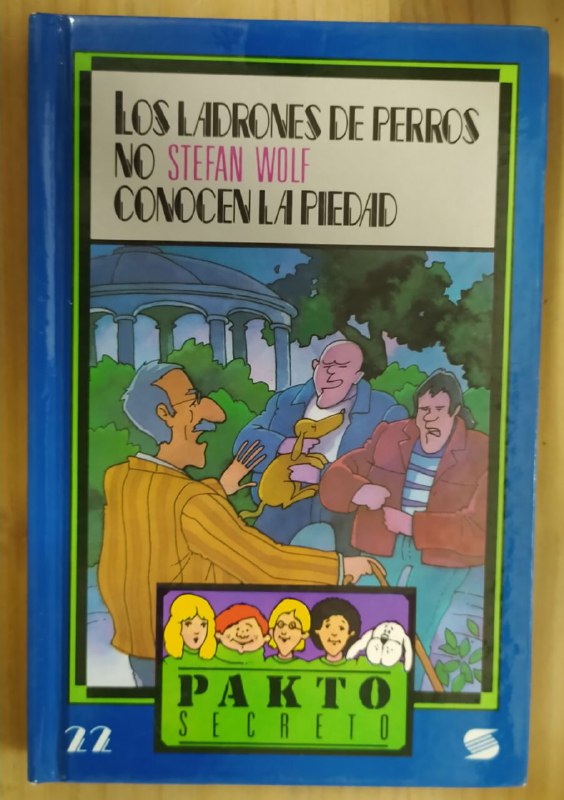 LOS LADRONES DE PERROS
NO STEFAN WOLF
CONOCEN LA PIEDAD
PAKTO
SECRETO
22